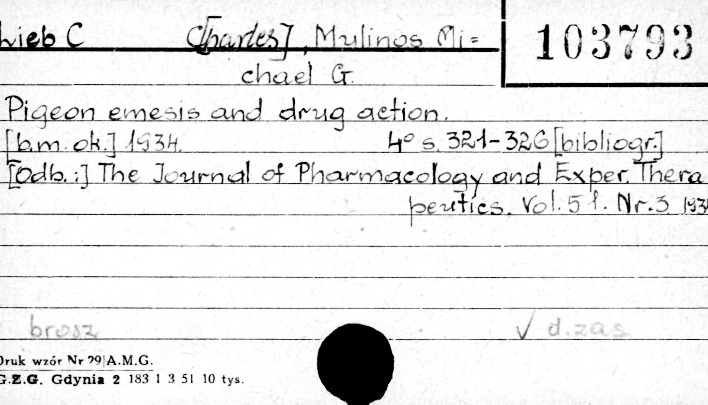 Lieb C C[harles], Mulinos Mi= 103793
chael G.
Pigeon emesis and drug action.
[b.m.ok.] 1934. 4° s. 321-326 [bibliogr.]
[Odb.:] The Journal of Pharmacology and Exper. Thera
peutics. Vol. 51. Nr. 3 1934
brosz √ d.zas
Druk wzór Nr 29 A.M.G.
G.Z.G. Gdynia 2 183 1 3 51 10 tys.